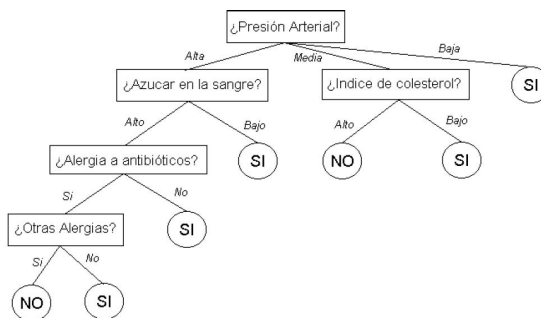 ¿Presión Arterial?
Alta
Media
Baja
¿Azucar en la sangre?
¿Indice de colesterol?
SI
Alto
Bajo
Alto
Bajo
¿Alergia a antibióticos?
SI
NO
SI
Si
No
¿Otras Alergias?
SI
Si
No
NO
SI